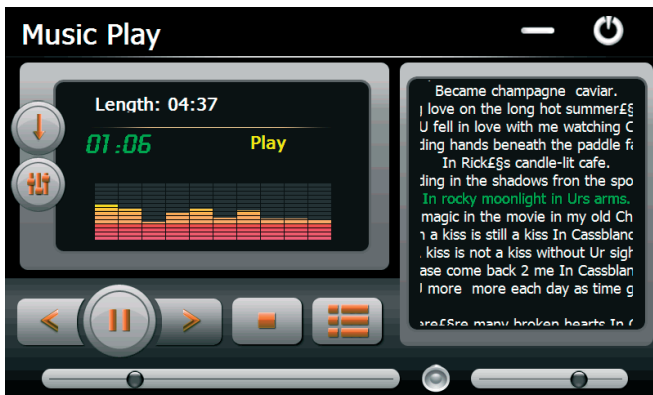 Music Play
Length: 04:37
01:06
Play
Became champagne caviar.
love on the long hot summer£§
U fell in love with me watching C
ding hands beneath the paddle fa
In Rick£§s candle-lit cafe.
ding in the shadows fron the spo
In rocky moonlight in Urs arms.
magic in the movie in my old Ch
a kiss is still a kiss In Cassblanc
kiss is not a kiss without Ur sigh
ase come back 2 me In Cassblan
more more each day as time g
ere£§re many broken hearts In